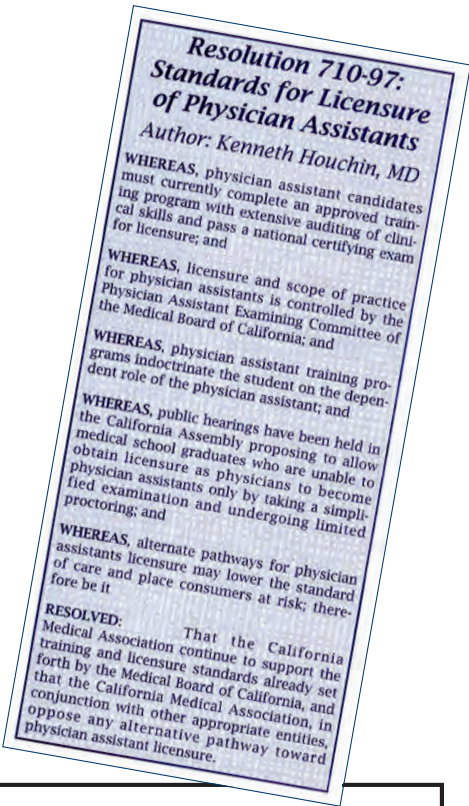 Resolution 710-97:
Standards for Licensure
of Physician Assistants
Author: Kenneth Houchin, MD
WHEREAS, physician assistant candidates
must currently complete an approved train-
ing program with extensive auditing of clini-
cal skills and pass a national certifying exam
for licensure; and
WHEREAS, licensure and scope of practice
for physician assistants is controlled by the
Physician Assistant Examining Committee of
the Medical Board of California; and
WHEREAS, physician assistant training pro-
grams indoctrinate the student on the depen-
dent role of the physician assistant; and
WHEREAS, public hearings have been held in
the California Assembly proposing to allow
medical school graduates who are unable to
obtain licensure as physicians to become
physician assistants only by taking a simpli-
fied examination and undergoing limited
proctoring; and
WHEREAS, alternate pathways for physician
assistants licensure may lower the standard
of care and place consumers at risk; there-
fore be it
RESOLVED:
That the California
Medical Association continue to support the
training and licensure standards already set
forth by the Medical Board of California, and
that the California Medical Association, in
conjunction with other appropriate entities,
oppose any alternative pathway toward
physician assistant licensure.